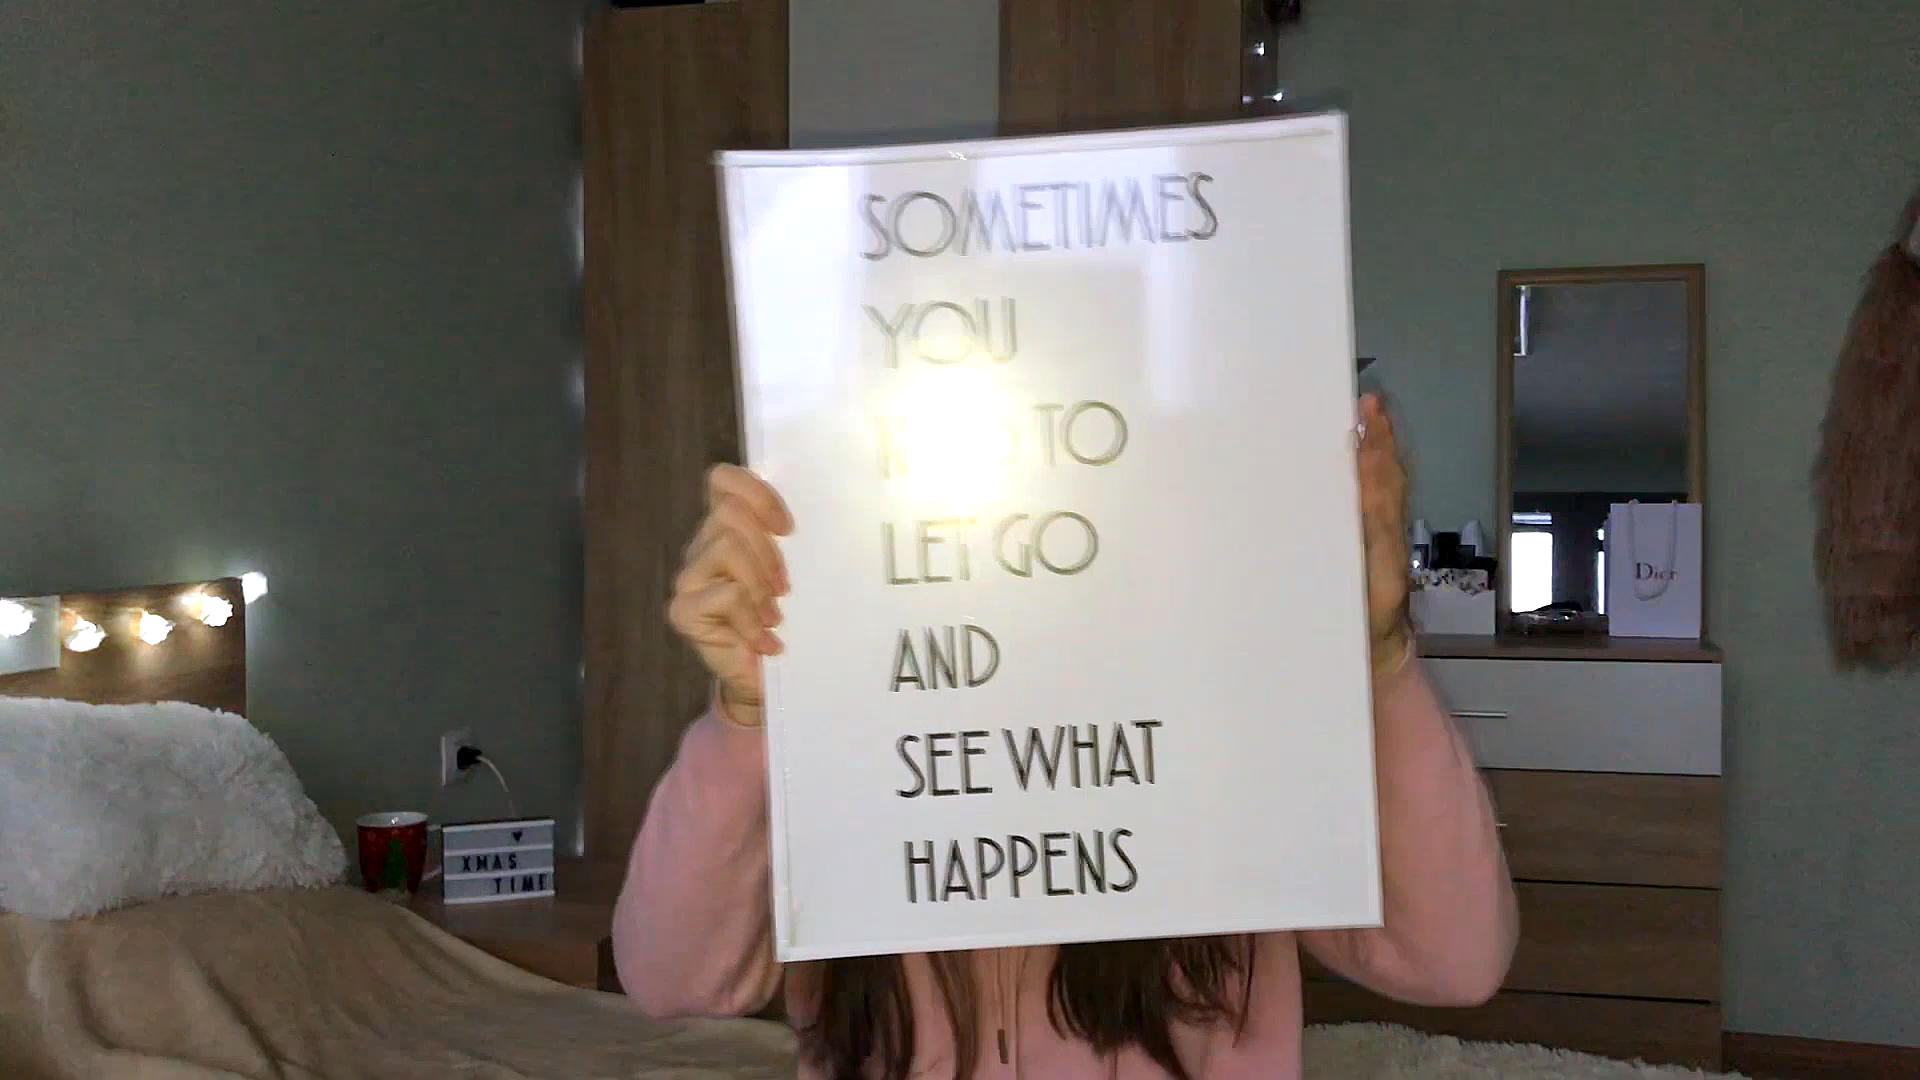 SOMETIMES
YOU
TO
LET GO
AND
SEE WHAT
HAPPENS
Dior
XMAS
TIME